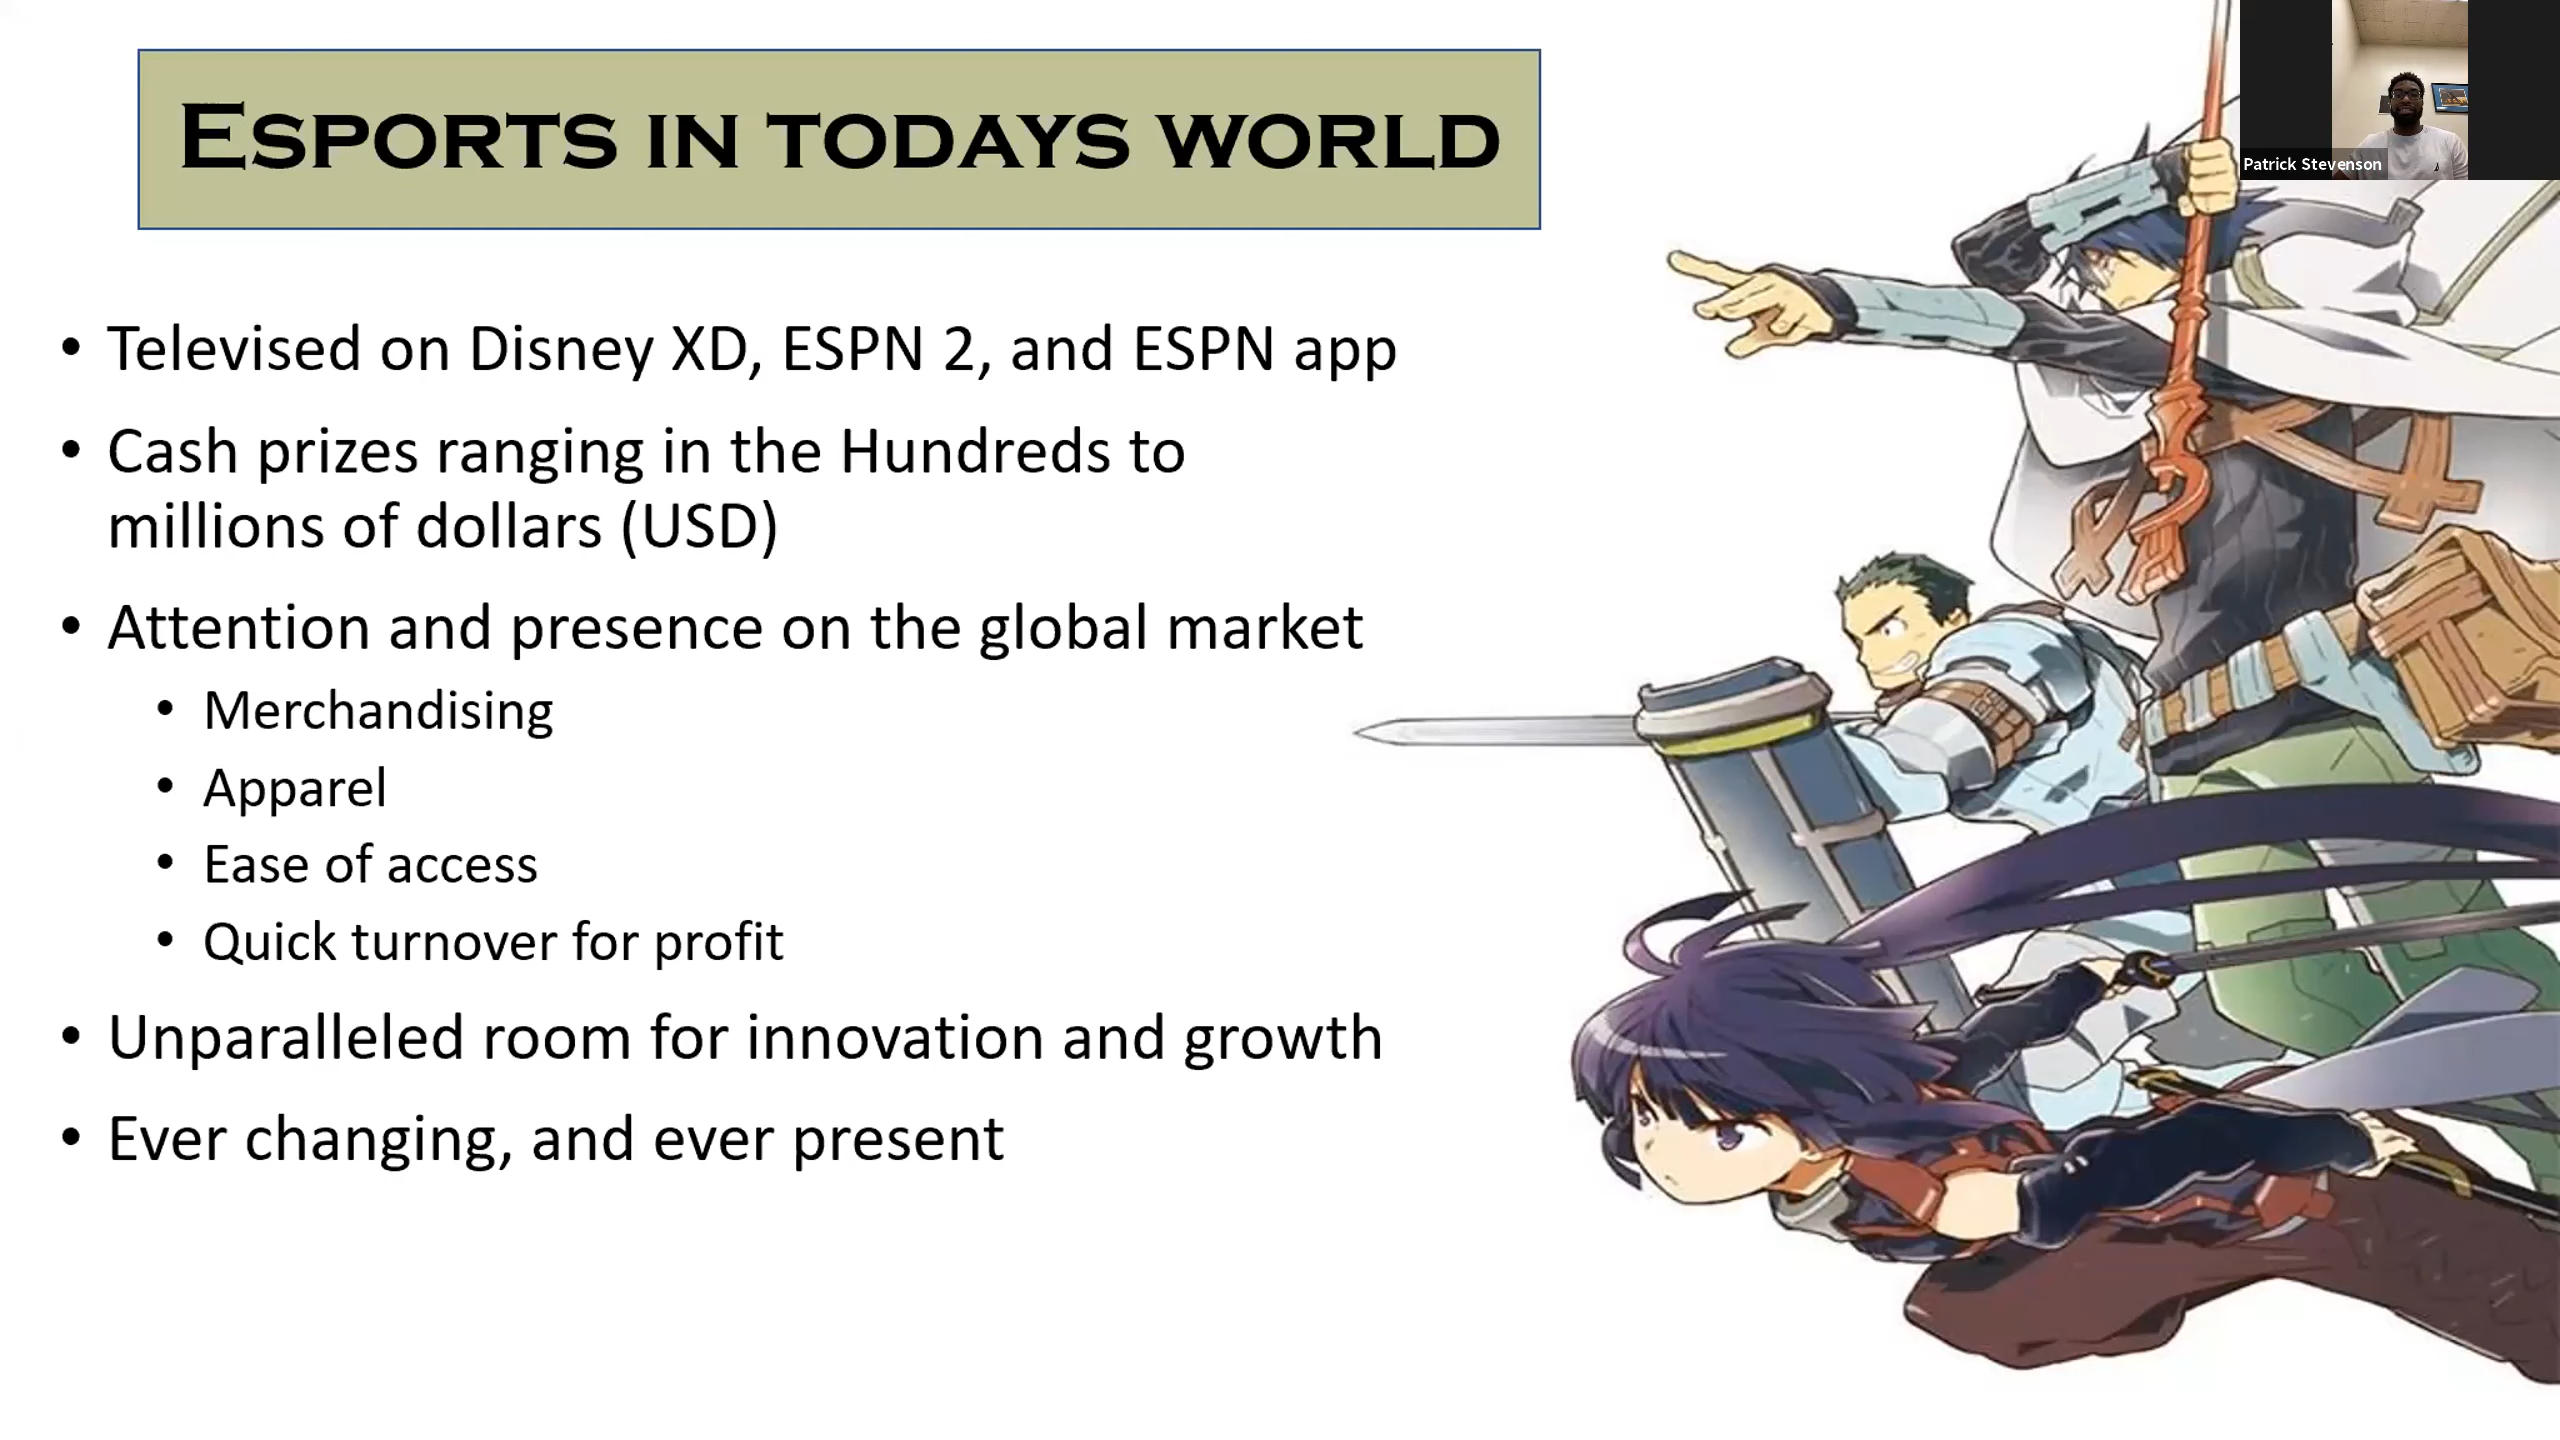 Esports in todays world
Patrick Stevenson
• Televised on Disney XD, ESPN 2, and ESPN app
• Cash prizes ranging in the Hundreds to
millions of dollars (USD)
• Attention and presence on the global market
• Merchandising
• Apparel
• Ease of access
• Quick turnover for profit
• Unparalleled room for innovation and growth
• Ever changing, and ever present